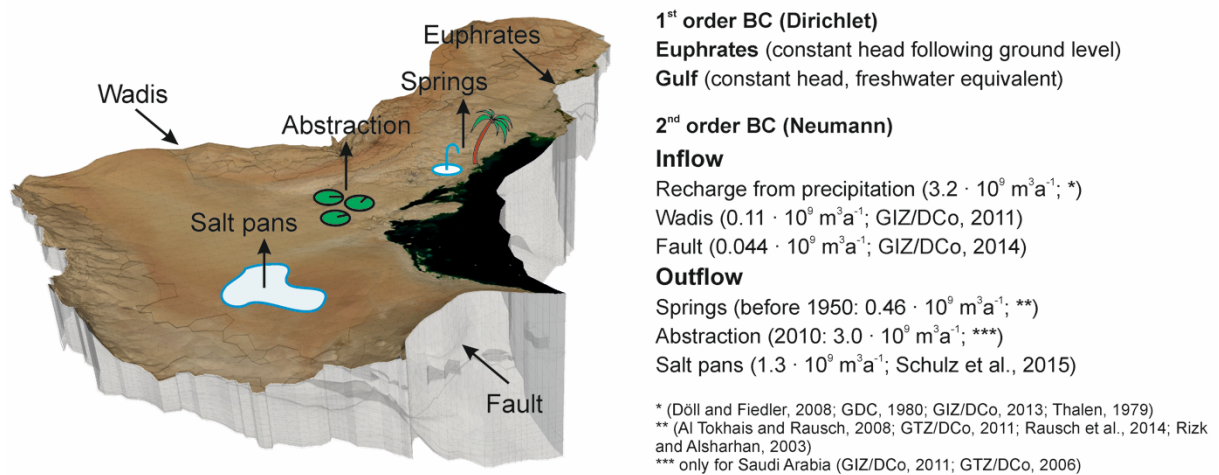 Euphrates
Springs
Wadis
Abstraction
Salt pans
Fault
1st order BC (Dirichlet)
Euphrates (constant head following ground level)
Gulf (constant head, freshwater equivalent)
2nd order BC (Neumann)
Inflow
Recharge from precipitation (3.2 · 10⁹ m³a⁻¹; *)
Wadis (0.11 · 10⁹ m³a⁻¹; GIZ/DCo, 2011)
Fault (0.044 · 10⁹ m³a⁻¹; GIZ/DCo, 2014)
Outflow
Springs (before 1950: 0.46 · 10⁹ m³a⁻¹; **)
Abstraction (2010: 3.0 · 10⁹ m³a⁻¹; ***)
Salt pans (1.3 · 10⁹ m³a⁻¹; Schulz et al., 2015)
* (Döll and Fiedler, 2008; GDC, 1980; GIZ/DCo, 2013; Thalen, 1979)
** (Al Tokhais and Rausch, 2008; GTZ/DCo, 2011; Rausch et al., 2014; Rizk
and Alsharhan, 2003)
*** only for Saudi Arabia (GIZ/DCo, 2011; GTZ/DCo, 2006)